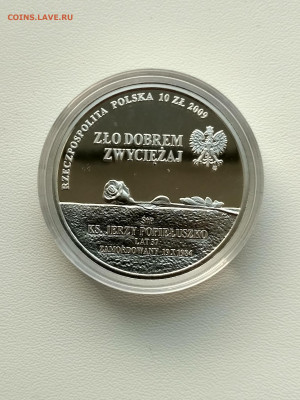 COINS.LAVE.RU
RZECZPOSPOLITA POLSKA 10 ZŁ 2009
ZŁO DOBREM
ZWYCIĘŻAJ
KS. JERZY POPIEŁUSZKO
LAT 37
ZAMORDOWANY 19 X 1984